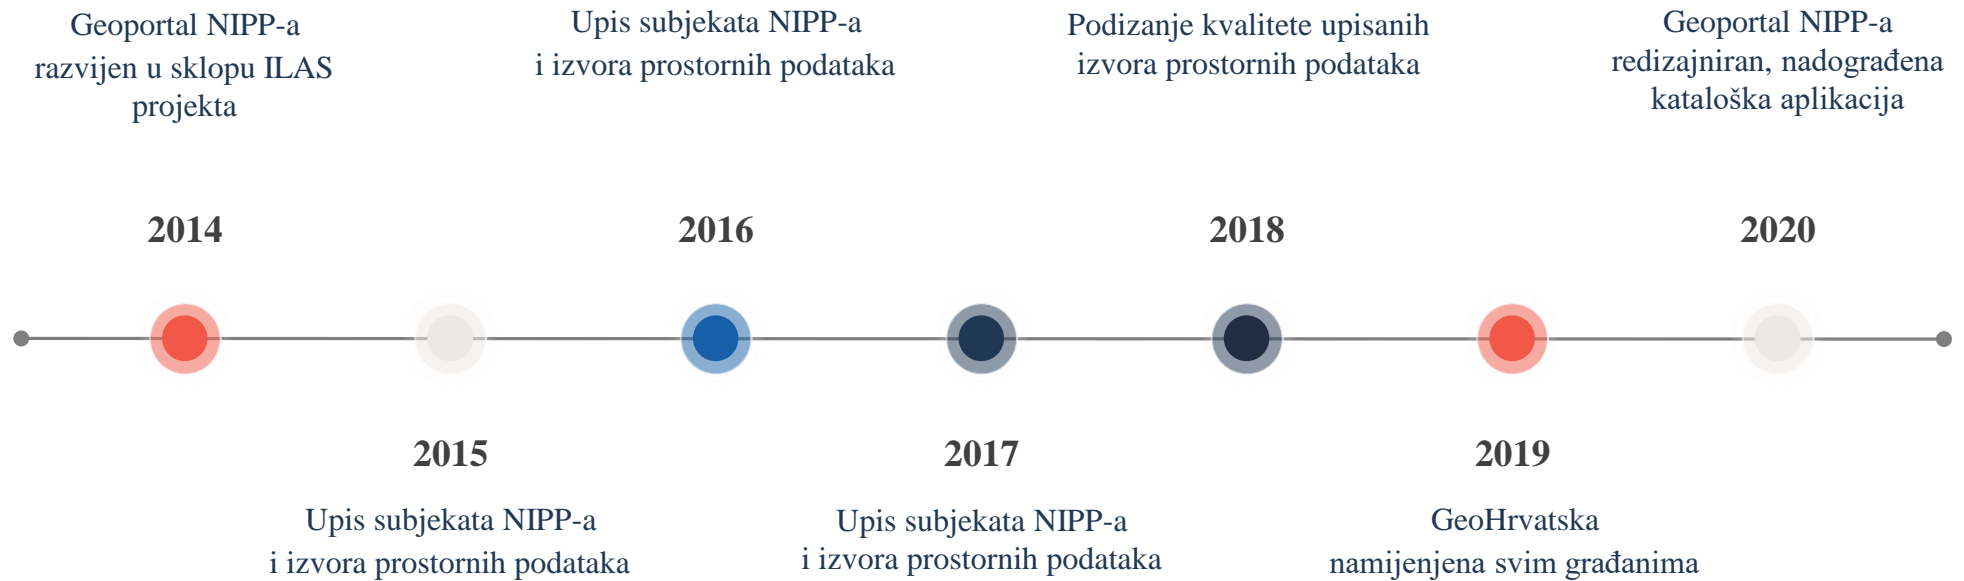 Geoportal NIPP-a
razvijen u sklopu ILAS
projekta
2014
2015
Upis subjekata NIPP-a
i izvora prostornih podataka
Upis subjekata NIPP-a
i izvora prostornih podataka
2016
2017
Upis subjekata NIPP-a
i izvora prostornih podataka
Podizanje kvalitete upisanih
izvora prostornih podataka
2018
2019
GeoHrvatska
namijenjena svim građanima
Geoportal NIPP-a
redizajniran, nadograđena
kataloška aplikacija
2020